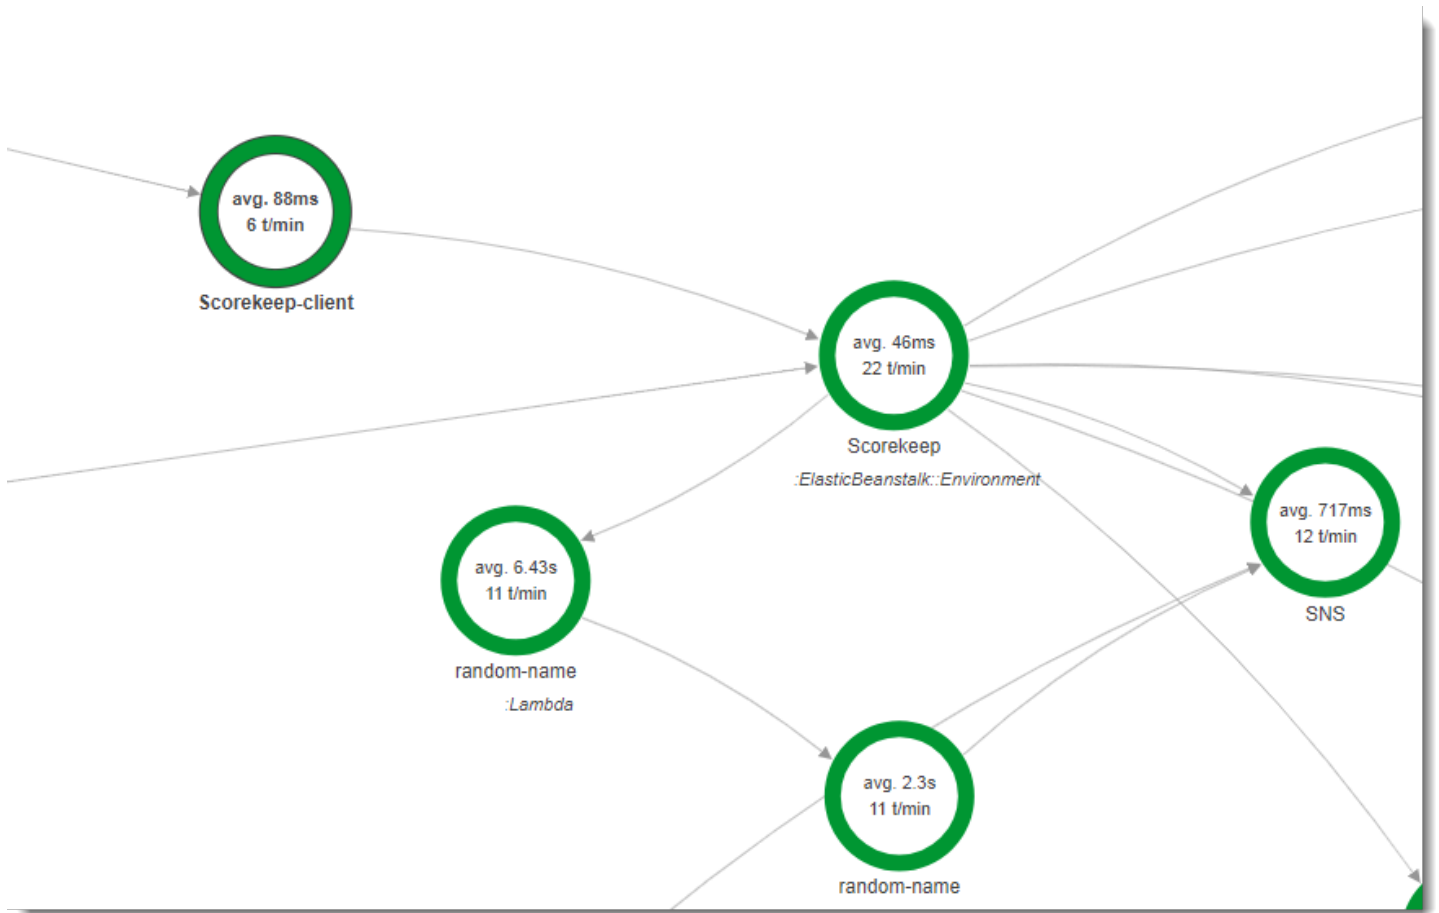 avg. 88ms
6 t/min
Scorekeep-client
avg. 46ms
22 t/min
Scorekeep
:ElasticBeanstalk::Environment
avg. 717ms
12 t/min
SNS
avg. 6.43s
11 t/min
random-name
:Lambda
avg. 2.3s
11 t/min
random-name